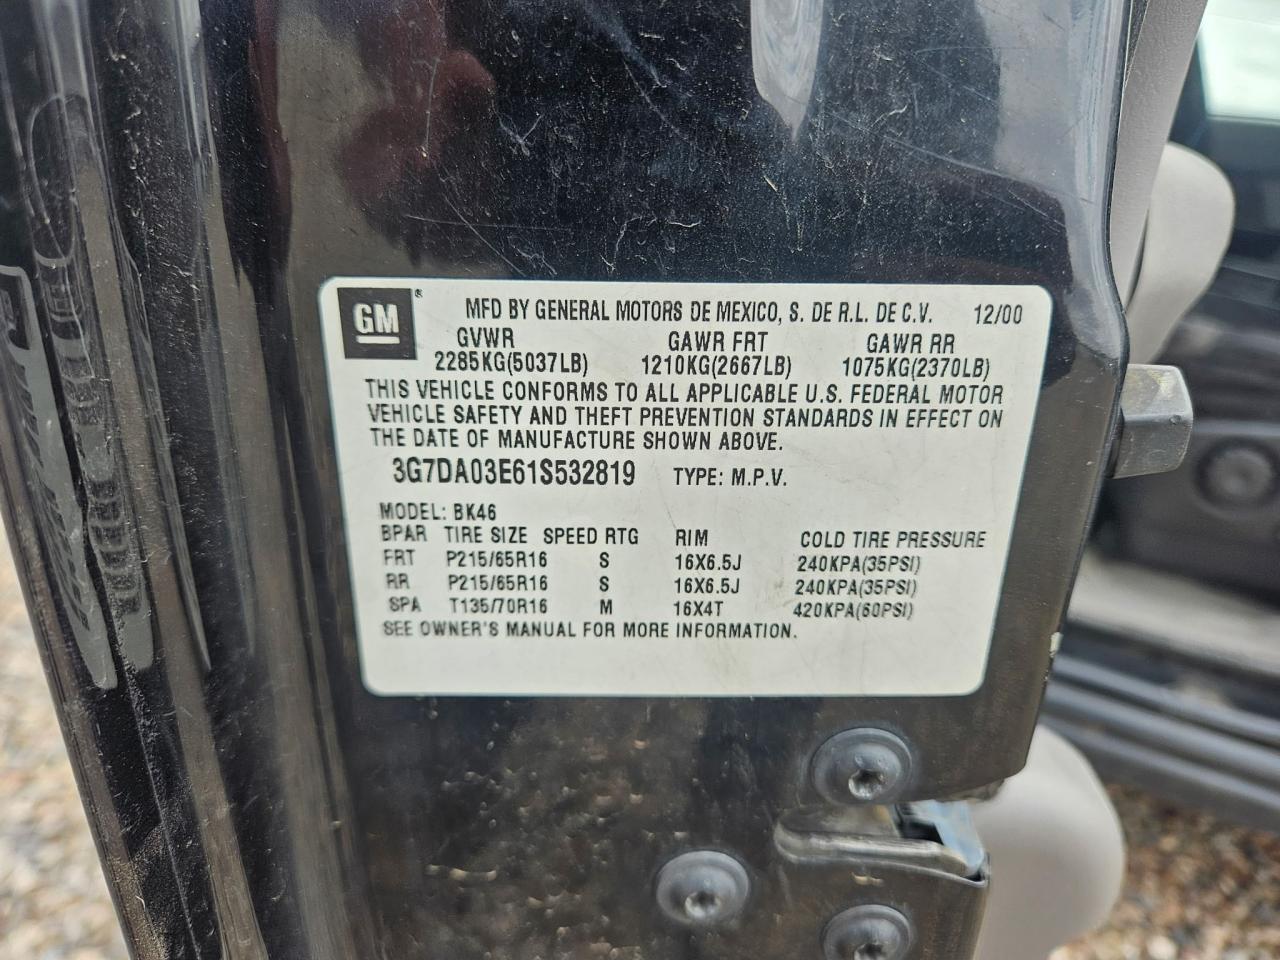 GM® MFD BY GENERAL MOTORS DE MEXICO, S. DE R.L. DE C.V. 12/00
GVWR GAWR FRT GAWR RR
2285KG(5037LB) 1210KG(2667LB) 1075KG(2370LB)
THIS VEHICLE CONFORMS TO ALL APPLICABLE U.S. FEDERAL MOTOR
VEHICLE SAFETY AND THEFT PREVENTION STANDARDS IN EFFECT ON
THE DATE OF MANUFACTURE SHOWN ABOVE.
3G7DA03E61S532819 TYPE: M.P.V.
MODEL: BK46
BPAR TIRE SIZE SPEED RTG RIM COLD TIRE PRESSURE
FRT P215/65R16 S 16X6.5J 240KPA(35PSI)
RR P215/65R16 S 16X6.5J 240KPA(35PSI)
SPA T135/70R16 M 16X4T 420KPA(60PSI)
SEE OWNER'S MANUAL FOR MORE INFORMATION.